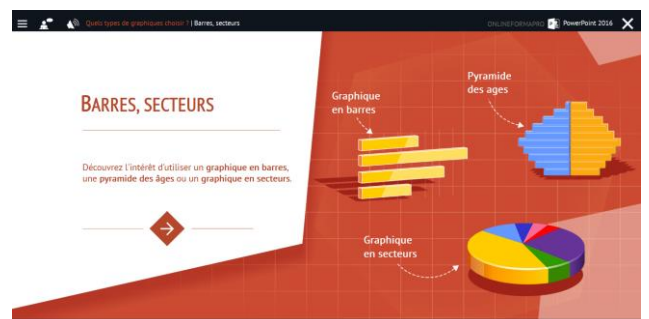 Quels types de graphiques choisir ? | Barres, secteurs
ONLINEFORMAPRO
PowerPoint 2016
BARRES, SECTEURS
Découvrez l'intérêt d'utiliser un graphique en barres,
une pyramide des âges ou un graphique en secteurs.
Graphique
en barres
Pyramide
des ages
Graphique
en secteurs